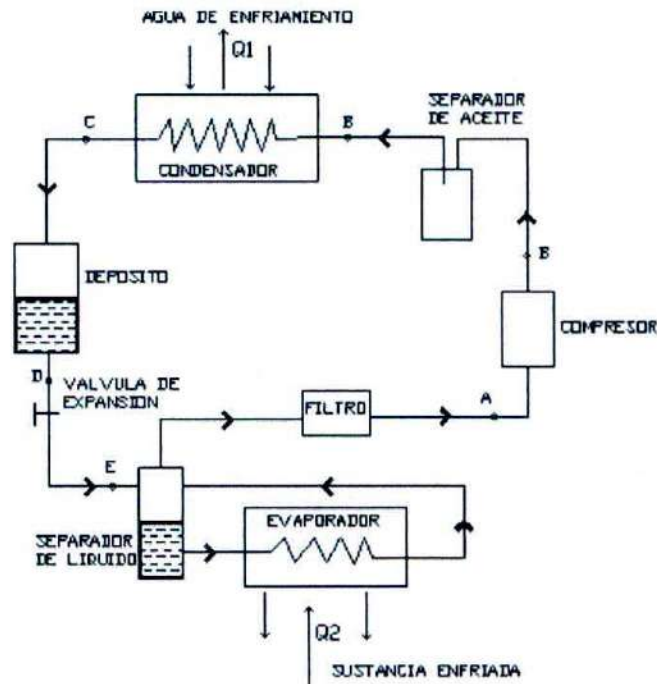 AGUA DE ENFRIAMIENTO
Q1
SEPARADOR
DE ACEITE
C
B
CONDENSADOR
B
DEPOSITO
COMPRESOR
D
VALVULA DE
EXPANSION
FILTRO
A
E
EVAPORADOR
SEPARADOR
DE LIQUIDO
Q2
SUSTANCIA ENFRIADA